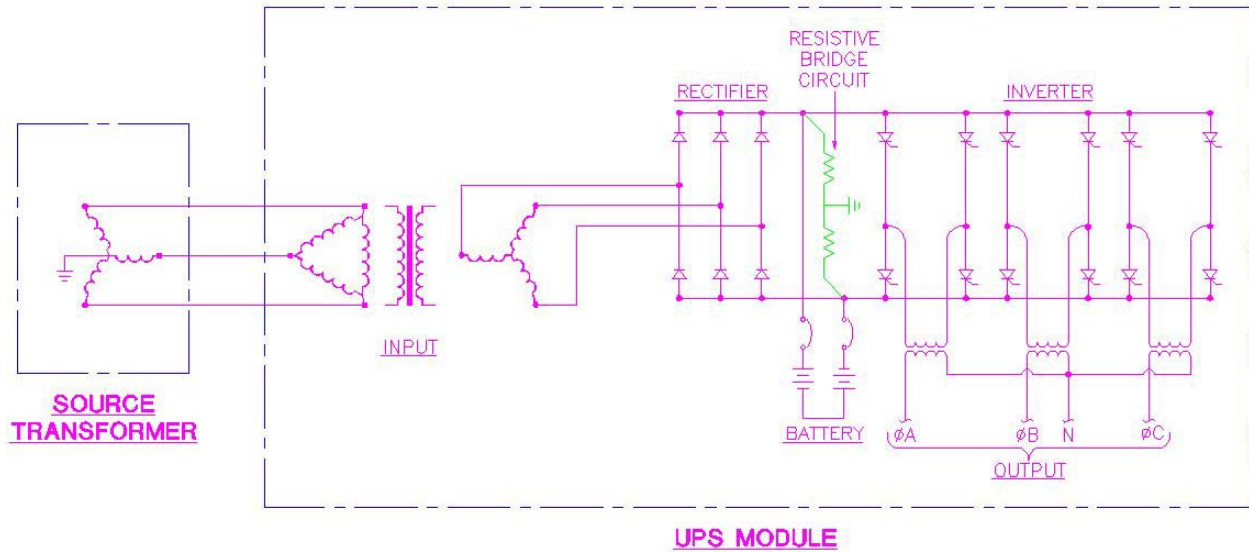 RESISTIVE
BRIDGE
CIRCUIT
RECTIFIER
INVERTER
INPUT
SOURCE
TRANSFORMER
BATTERY
øA
øB
N
øC
OUTPUT
UPS MODULE